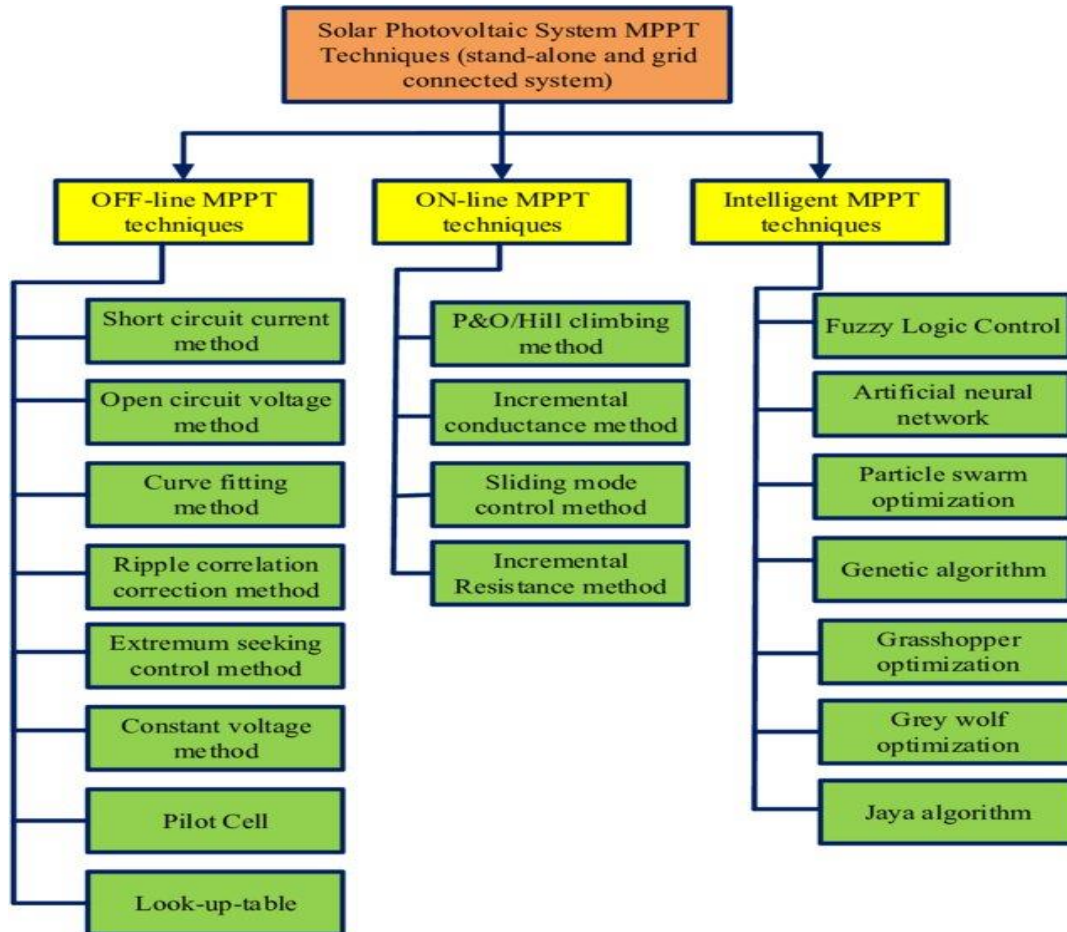 Solar Photovoltaic System MPPT
Techniques (stand-alone and grid
connected system)
OFF-line MPPT
techniques
ON-line MPPT
techniques
Intelligent MPPT
techniques
Short circuit current
method
Open circuit voltage
method
Curve fitting
method
Ripple correlation
correction method
Extremum seeking
control method
Constant voltage
method
Pilot Cell
Look-up-table
P&O/Hill climbing
method
Incremental
conductance method
Sliding mode
control method
Incremental
Resistance method
Fuzzy Logic Control
Artificial neural
network
Particle swarm
optimization
Genetic algorithm
Grasshopper
optimization
Grey wolf
optimization
Jaya algorithm